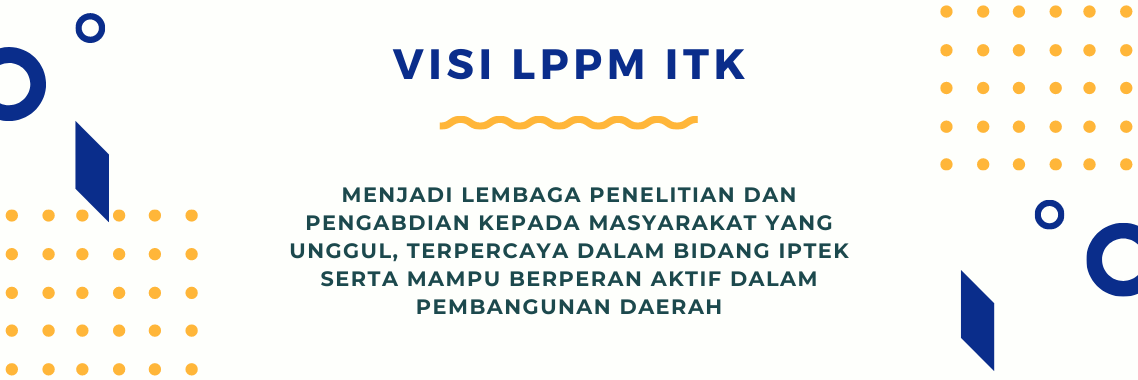 VISI LPPM ITK
MENJADI LEMBAGA PENELITIAN DAN
PENGABDIAN KEPADA MASYARAKAT YANG
UNGGUL, TERPERCAYA DALAM BIDANG IPTEK
SERTA MAMPU BERPERAN AKTIF DALAM
PEMBANGUNAN DAERAH